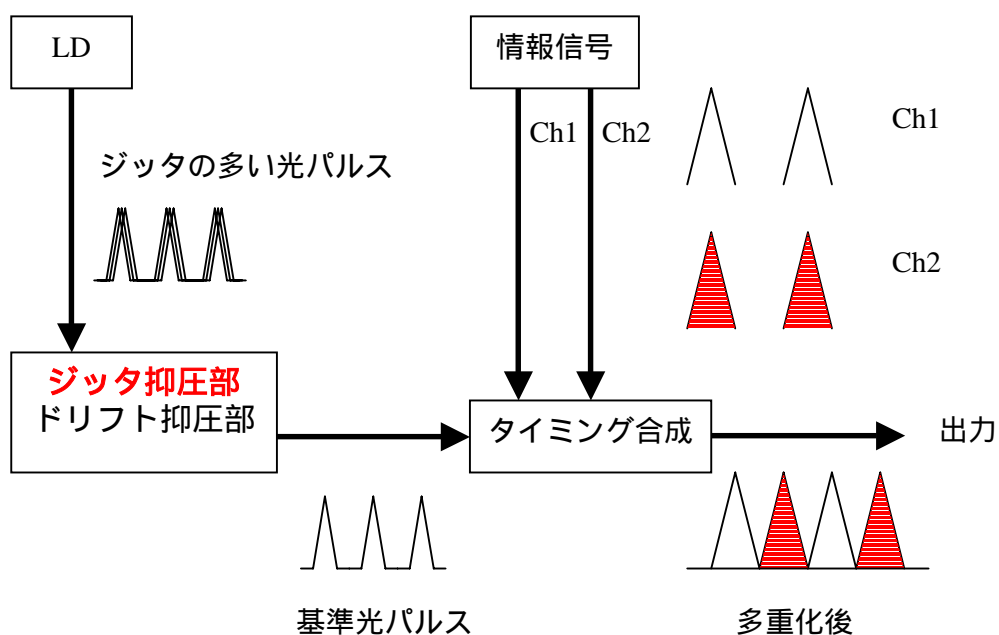 LD
情報信号
Ch1
Ch2
Ch1
ジッタの多い光パルス
Ch2
ジッタ抑圧部
ドリフト抑圧部
タイミング合成
出力
基準光パルス
多重化後